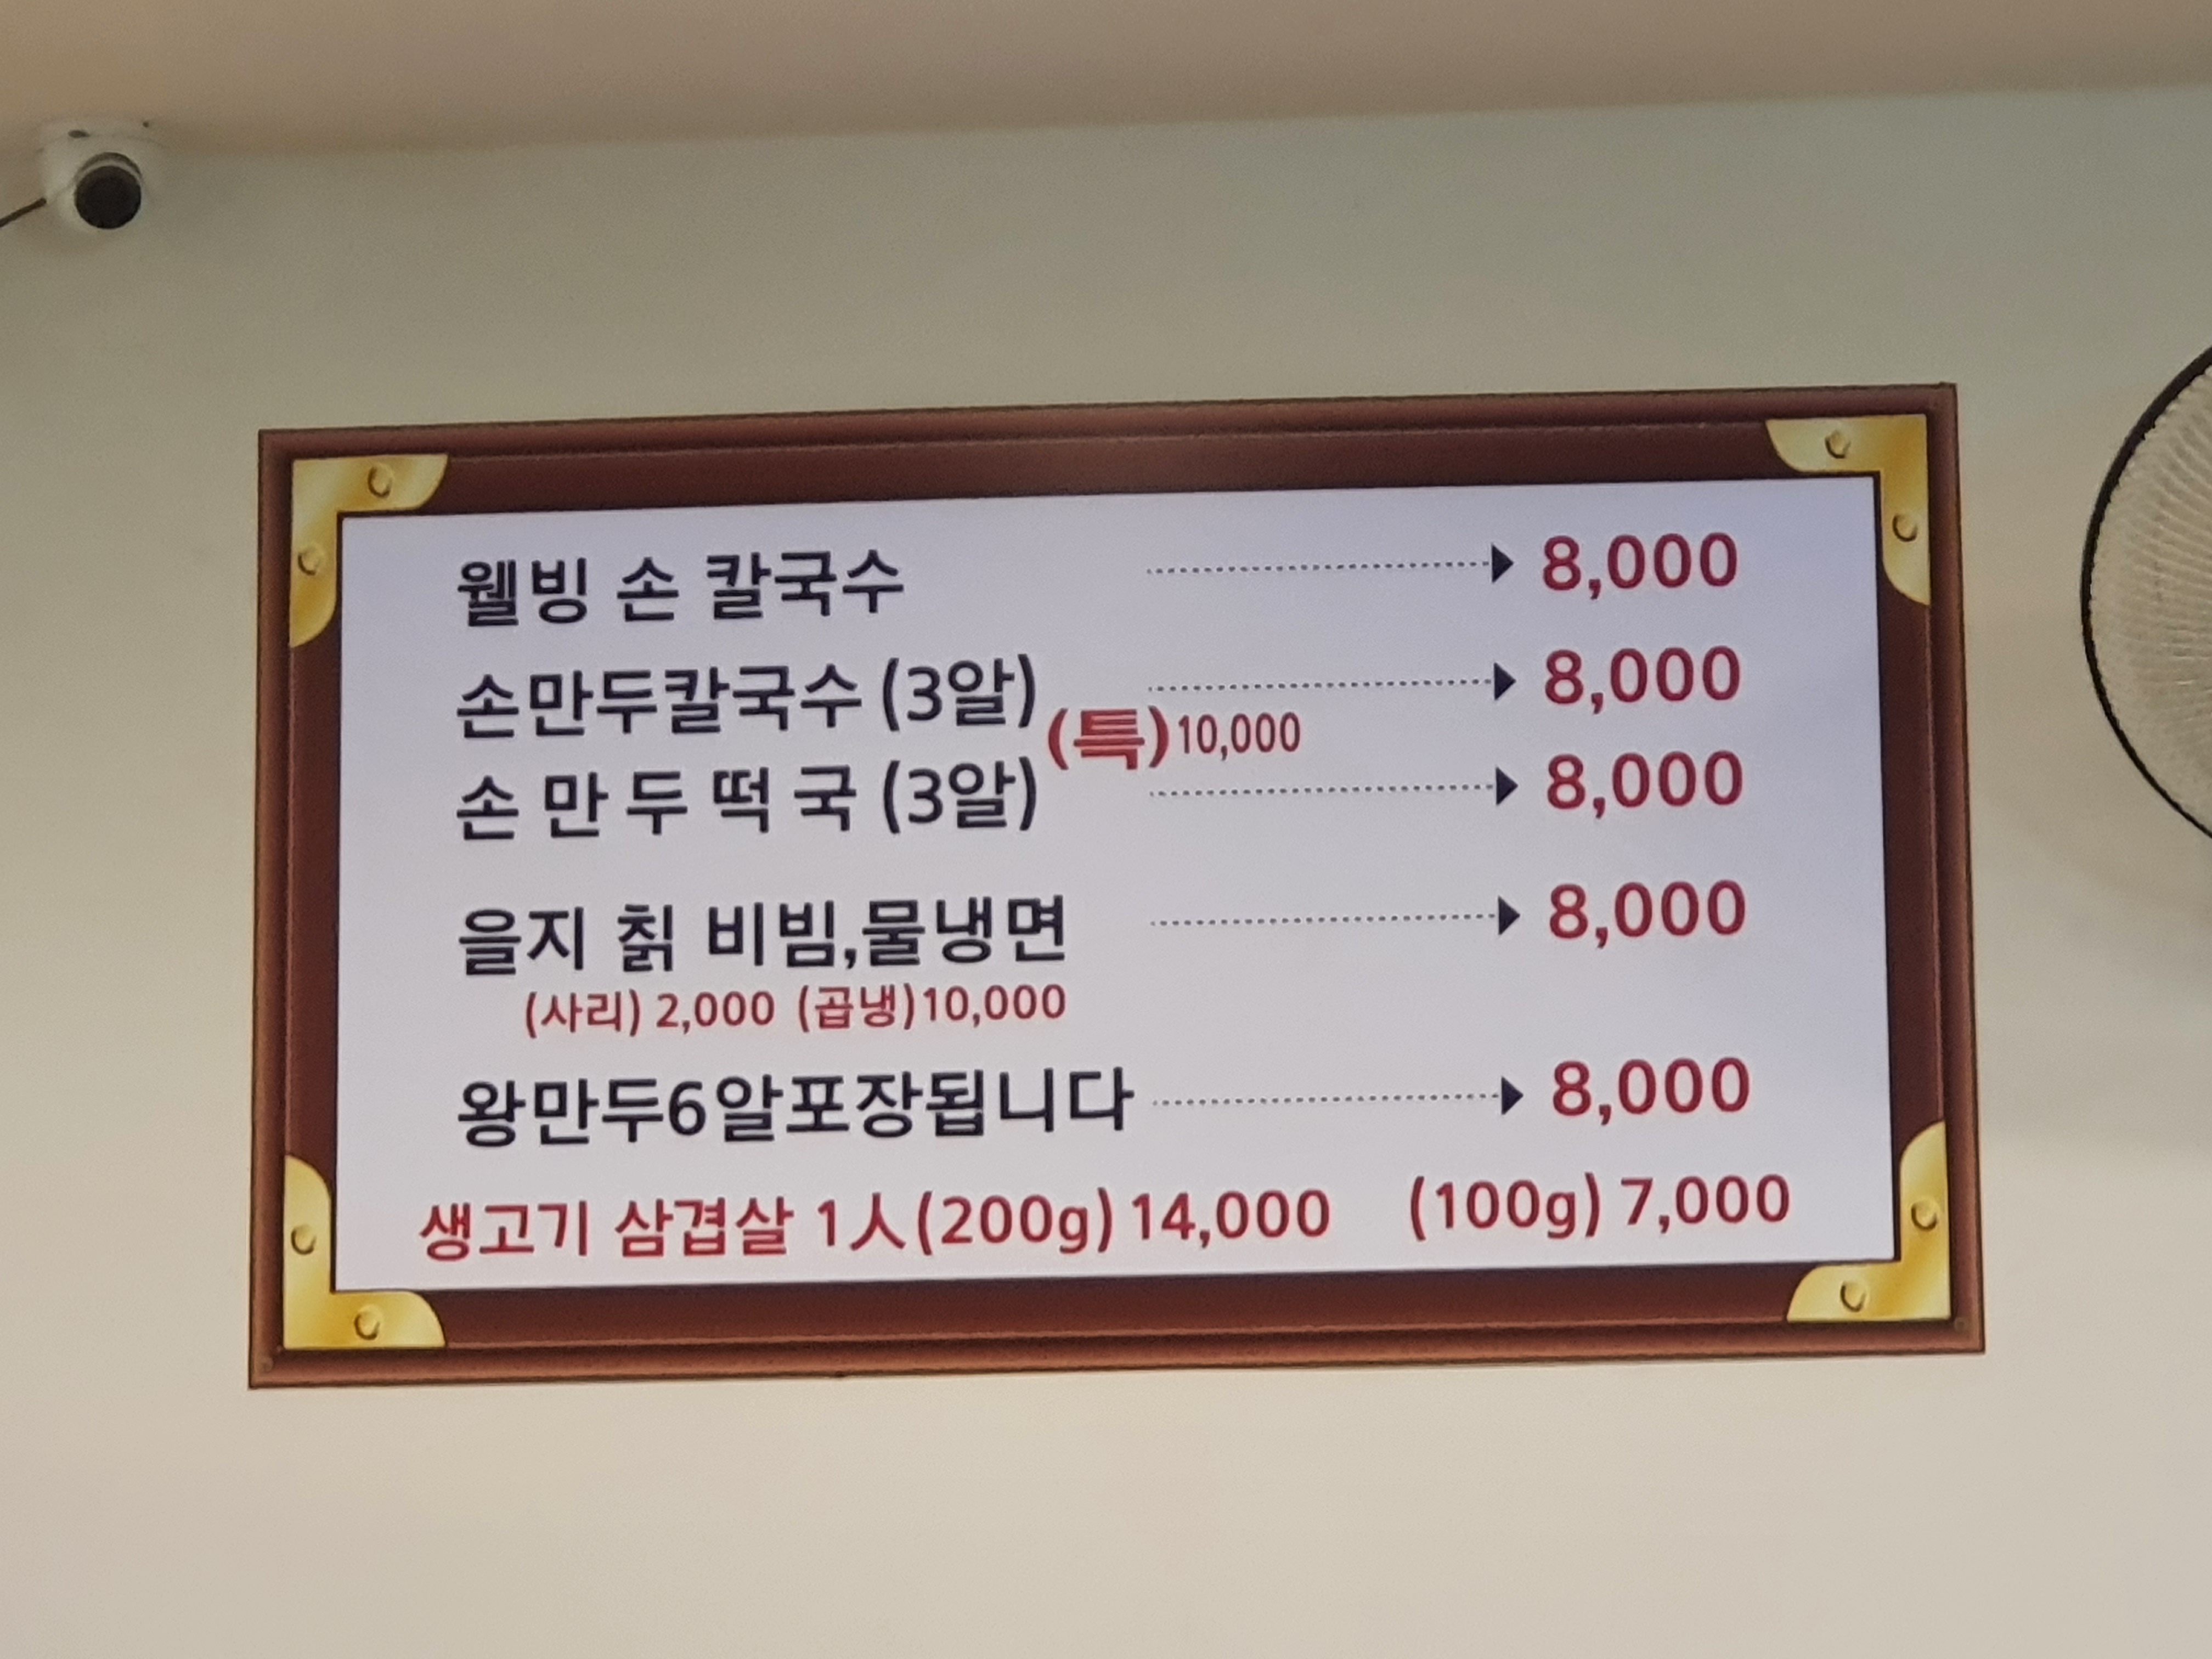 웰빙 손 칼국수 8,000
손만두칼국수 (3알) 8,000
(특) 10,000
손만두떡국 (3알) 8,000
을지 칡 비빔,물냉면 8,000
(사리) 2,000 (곱냉) 10,000
왕만두6알포장됩니다 8,000
생고기 삼겹살 1人(200g) 14,000 (100g) 7,000